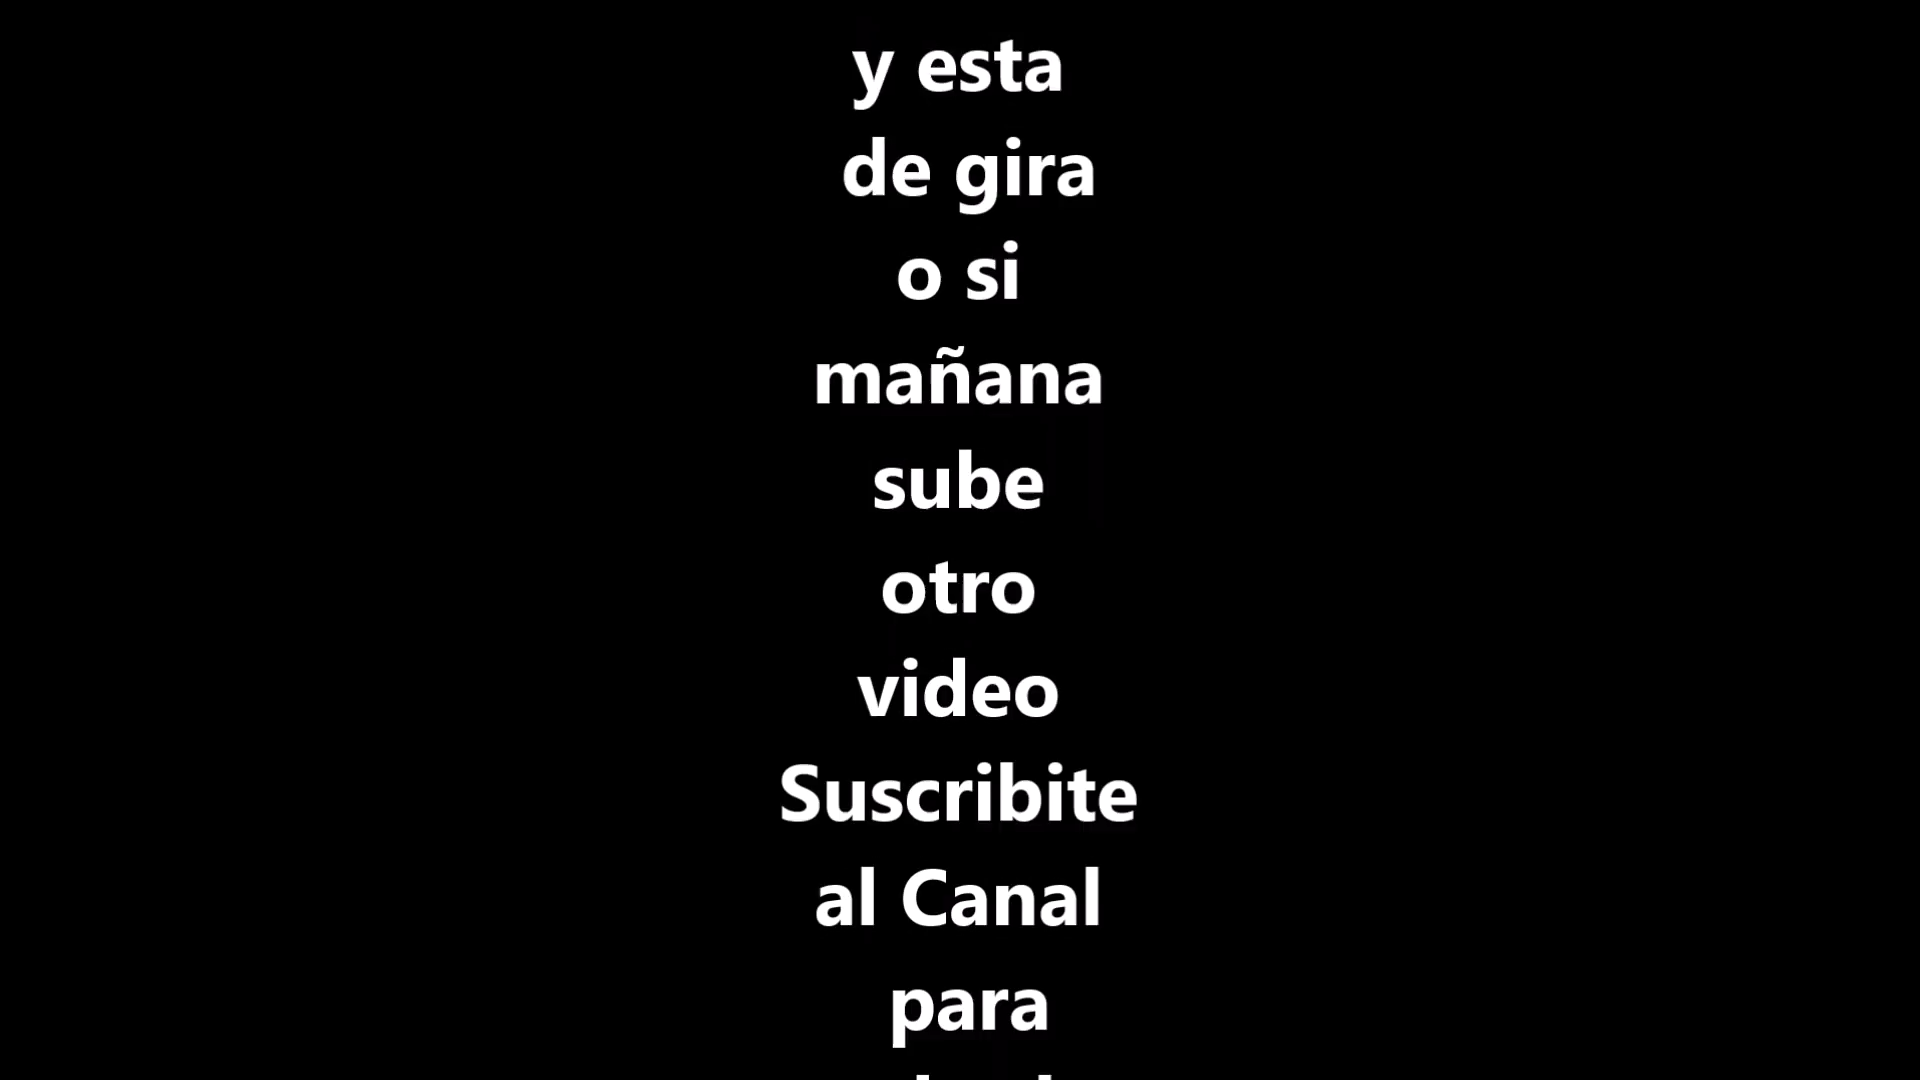 y esta
de gira
o si
mañana
sube
otro
video
Suscribite
al Canal
para